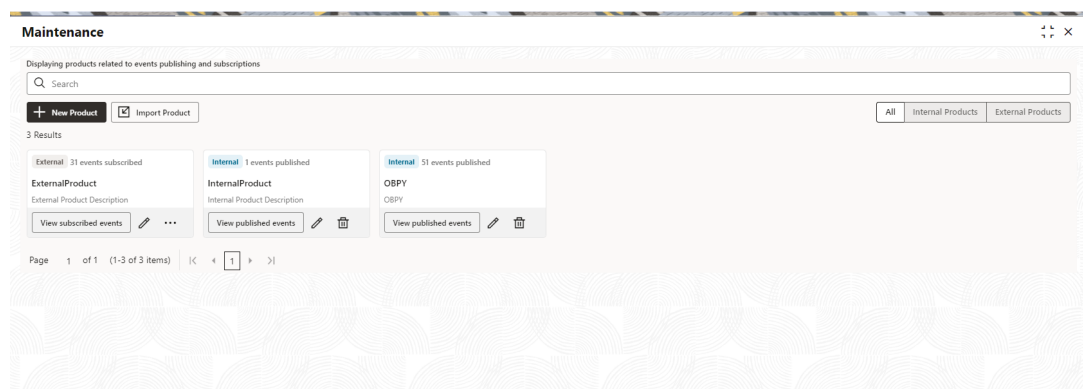 Maintenance
Displaying products related to events publishing and subscriptions
Search
New Product Import Product All Internal Products External Products
3 Results
External 31 events subscribed Internal 1 events published Internal 51 events published
ExternalProduct InternalProduct OBPY
External Product Description Internal Product Description OBPY
View subscribed events View published events View published events
Page 1 of 1 (1-3 of 3 items) 1